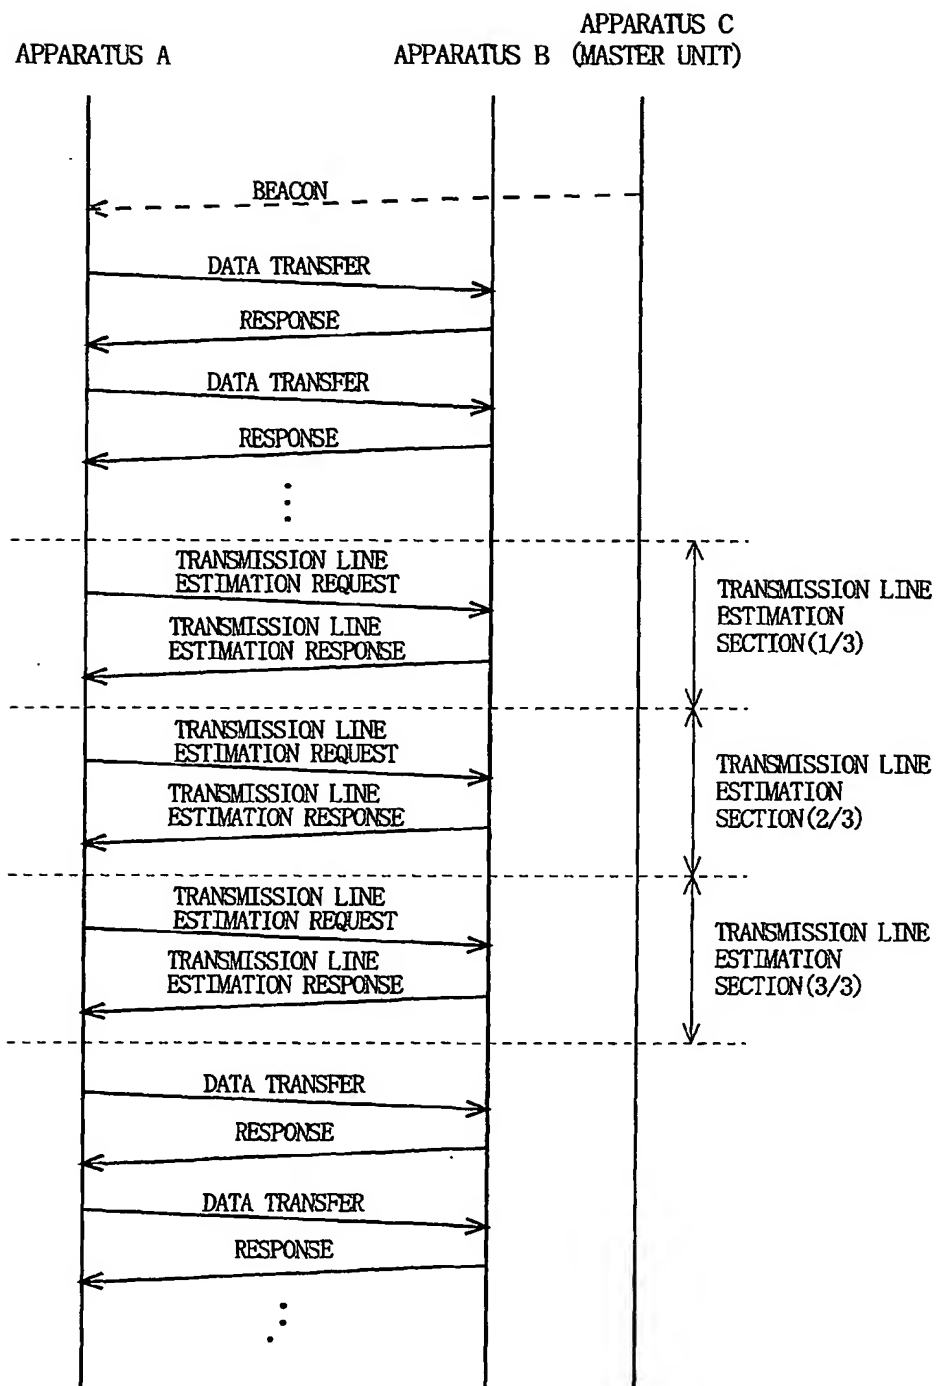 APPARATUS A
APPARATUS B
APPARATUS C
(MASTER UNIT)
BEACON
DATA TRANSFER
RESPONSE
DATA TRANSFER
RESPONSE
TRANSMISSION LINE
ESTIMATION REQUEST
TRANSMISSION LINE
ESTIMATION RESPONSE
TRANSMISSION LINE
ESTIMATION
SECTION(1/3)
TRANSMISSION LINE
ESTIMATION REQUEST
TRANSMISSION LINE
ESTIMATION RESPONSE
TRANSMISSION LINE
ESTIMATION
SECTION(2/3)
TRANSMISSION LINE
ESTIMATION REQUEST
TRANSMISSION LINE
ESTIMATION RESPONSE
TRANSMISSION LINE
ESTIMATION
SECTION(3/3)
DATA TRANSFER
RESPONSE
DATA TRANSFER
RESPONSE